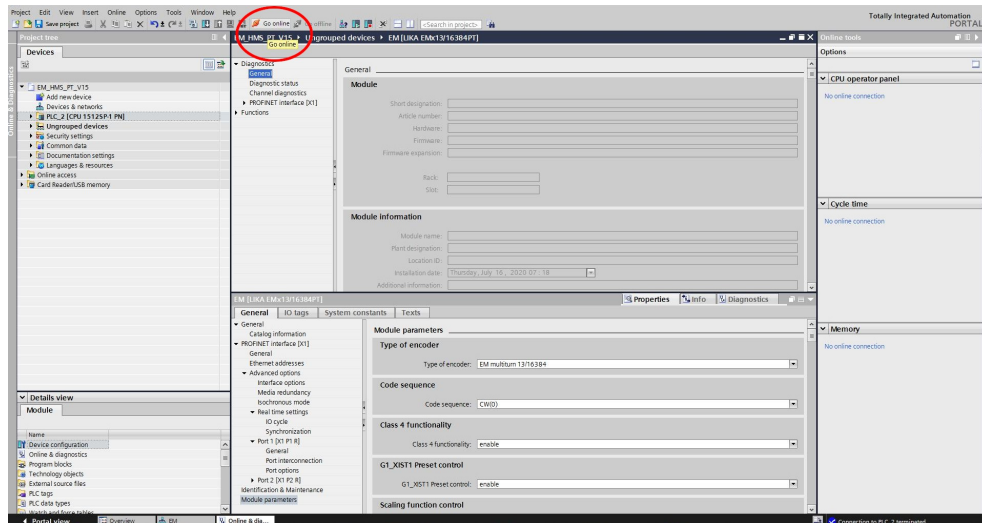 Project Edit View Insert Online Options Tools Window Help
Totally Integrated Automation
PORTAL
Save project
Go online
Go offline
<Search in project>
Project tree
EM_HMS_PT_V15 ▸ Ungrouped devices ▸ EM [LIKA EMx13/16384PT]
Go online
Online tools
Devices
Options
Online & Diagnostics
EM_HMS_PT_V15
Add new device
Devices & networks
PLC_2 [CPU 1512SP-1 PN]
Ungrouped devices
Security settings
Common data
Documentation settings
Languages & resources
Online access
Card Reader/USB memory
Diagnostics
General
Diagnostic status
Channel diagnostics
PROFINET interface [X1]
Functions
General
Module
Short designation:
Article number:
Hardware:
Firmware:
Firmware expansion:
Rack:
Slot:
Module information
Module name:
Plant designation:
Location ID:
Installation date: Thursday, July 16, 2020 07:18
Additional information:
CPU operator panel
No online connection
Cycle time
No online connection
Memory
No online connection
EM [LIKA EMx13/16384PT]
Properties Info Diagnostics
General IO tags System constants Texts
General
Catalog information
PROFINET interface [X1]
General
Ethernet addresses
Advanced options
Interface options
Media redundancy
Isochronous mode
Real time settings
IO cycle
Synchronization
Port 1 [X1 P1 R]
General
Port interconnection
Port options
Port 2 [X1 P2 R]
Identification & Maintenance
Module parameters
Module parameters
Type of encoder
Type of encoder: EM multiturn 13/16384
Code sequence
Code sequence: CW(0)
Class 4 functionality
Class 4 functionality: enable
G1_XIST1 Preset control
G1_XIST1 Preset control: enable
Scaling function control
Details view
Module
Name
Device configuration
Online & diagnostics
Program blocks
Technology objects
External source files
PLC tags
PLC data types
Watch and force tables
Portal view
Overview
EM
Online & dia...
Connection to PLC_2 terminated